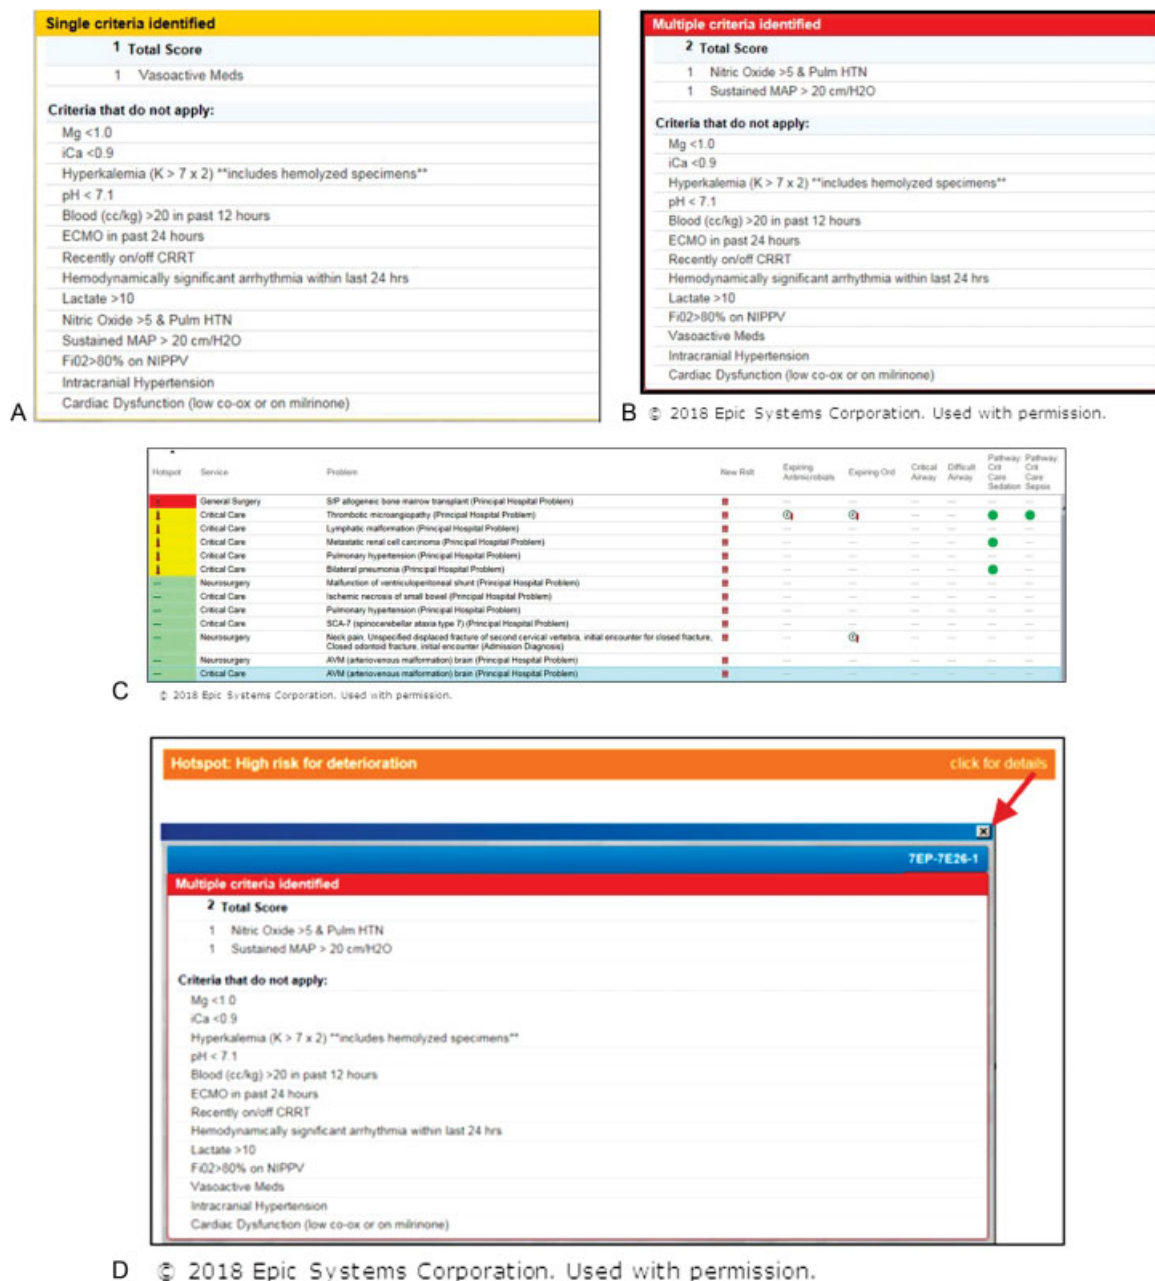 Single criteria identified
1 Total Score
1 Vasoactive Meds
Criteria that do not apply:
Mg <1.0
iCa <0.9
Hyperkalemia (K > 7 x 2) **includes hemolyzed specimens**
pH < 7.1
Blood (cc/kg) >20 in past 12 hours
ECMO in past 24 hours
Recently on/off CRRT
Hemodynamically significant arrhythmia within last 24 hrs
Lactate >10
Nitric Oxide >5 & Pulm HTN
Sustained MAP > 20 cm/H2O
Fi02>80% on NIPPV
Intracranial Hypertension
Cardiac Dysfunction (low co-ox or on milrinone)
A
Multiple criteria identified
2 Total Score
1 Nitric Oxide >5 & Pulm HTN
1 Sustained MAP > 20 cm/H2O
Criteria that do not apply:
Mg <1.0
iCa <0.9
Hyperkalemia (K > 7 x 2) **includes hemolyzed specimens**
pH < 7.1
Blood (cc/kg) >20 in past 12 hours
ECMO in past 24 hours
Recently on/off CRRT
Hemodynamically significant arrhythmia within last 24 hrs
Lactate >10
Fi02>80% on NIPPV
Vasoactive Meds
Intracranial Hypertension
Cardiac Dysfunction (low co-ox or on milrinone)
B © 2018 Epic Systems Corporation. Used with permission.
Hotspot Service Problem New Rslt Expiring Antimicrobials Expiring Ord Critical Airway Difficult Airway Pathway: Crit Care Sedation Pathway: Crit Care Sepsis
General Surgery S/P allogeneic bone marrow transplant (Principal Hospital Problem)
Critical Care Thrombotic microangiopathy (Principal Hospital Problem)
Critical Care Lymphatic malformation (Principal Hospital Problem)
Critical Care Metastatic renal cell carcinoma (Principal Hospital Problem)
Critical Care Pulmonary hypertension (Principal Hospital Problem)
Critical Care Bilateral pneumonia (Principal Hospital Problem)
Neurosurgery Malfunction of ventriculoperitoneal shunt (Principal Hospital Problem)
Critical Care Ischemic necrosis of small bowel (Principal Hospital Problem)
Critical Care Pulmonary hypertension (Principal Hospital Problem)
Critical Care SCA-7 (spinocerebellar ataxia type 7) (Principal Hospital Problem)
Neurosurgery Neck pain, Unspecified displaced fracture of second cervical vertebra, initial encounter for closed fracture,
Closed odontoid fracture, initial encounter (Admission Diagnosis)
Neurosurgery AVM (arteriovenous malformation) brain (Principal Hospital Problem)
Critical Care AVM (arteriovenous malformation) brain (Principal Hospital Problem)
C © 2018 Epic Systems Corporation. Used with permission.
Hotspot: High risk for deterioration click for details
7EP-7E26-1
Multiple criteria identified
2 Total Score
1 Nitric Oxide >5 & Pulm HTN
1 Sustained MAP > 20 cm/H2O
Criteria that do not apply:
Mg <1.0
iCa <0.9
Hyperkalemia (K > 7 x 2) **includes hemolyzed specimens**
pH < 7.1
Blood (cc/kg) >20 in past 12 hours
ECMO in past 24 hours
Recently on/off CRRT
Hemodynamically significant arrhythmia within last 24 hrs
Lactate >10
Fi02>80% on NIPPV
Vasoactive Meds
Intracranial Hypertension
Cardiac Dysfunction (low co-ox or on milrinone)
D © 2018 Epic Systems Corporation. Used with permission.